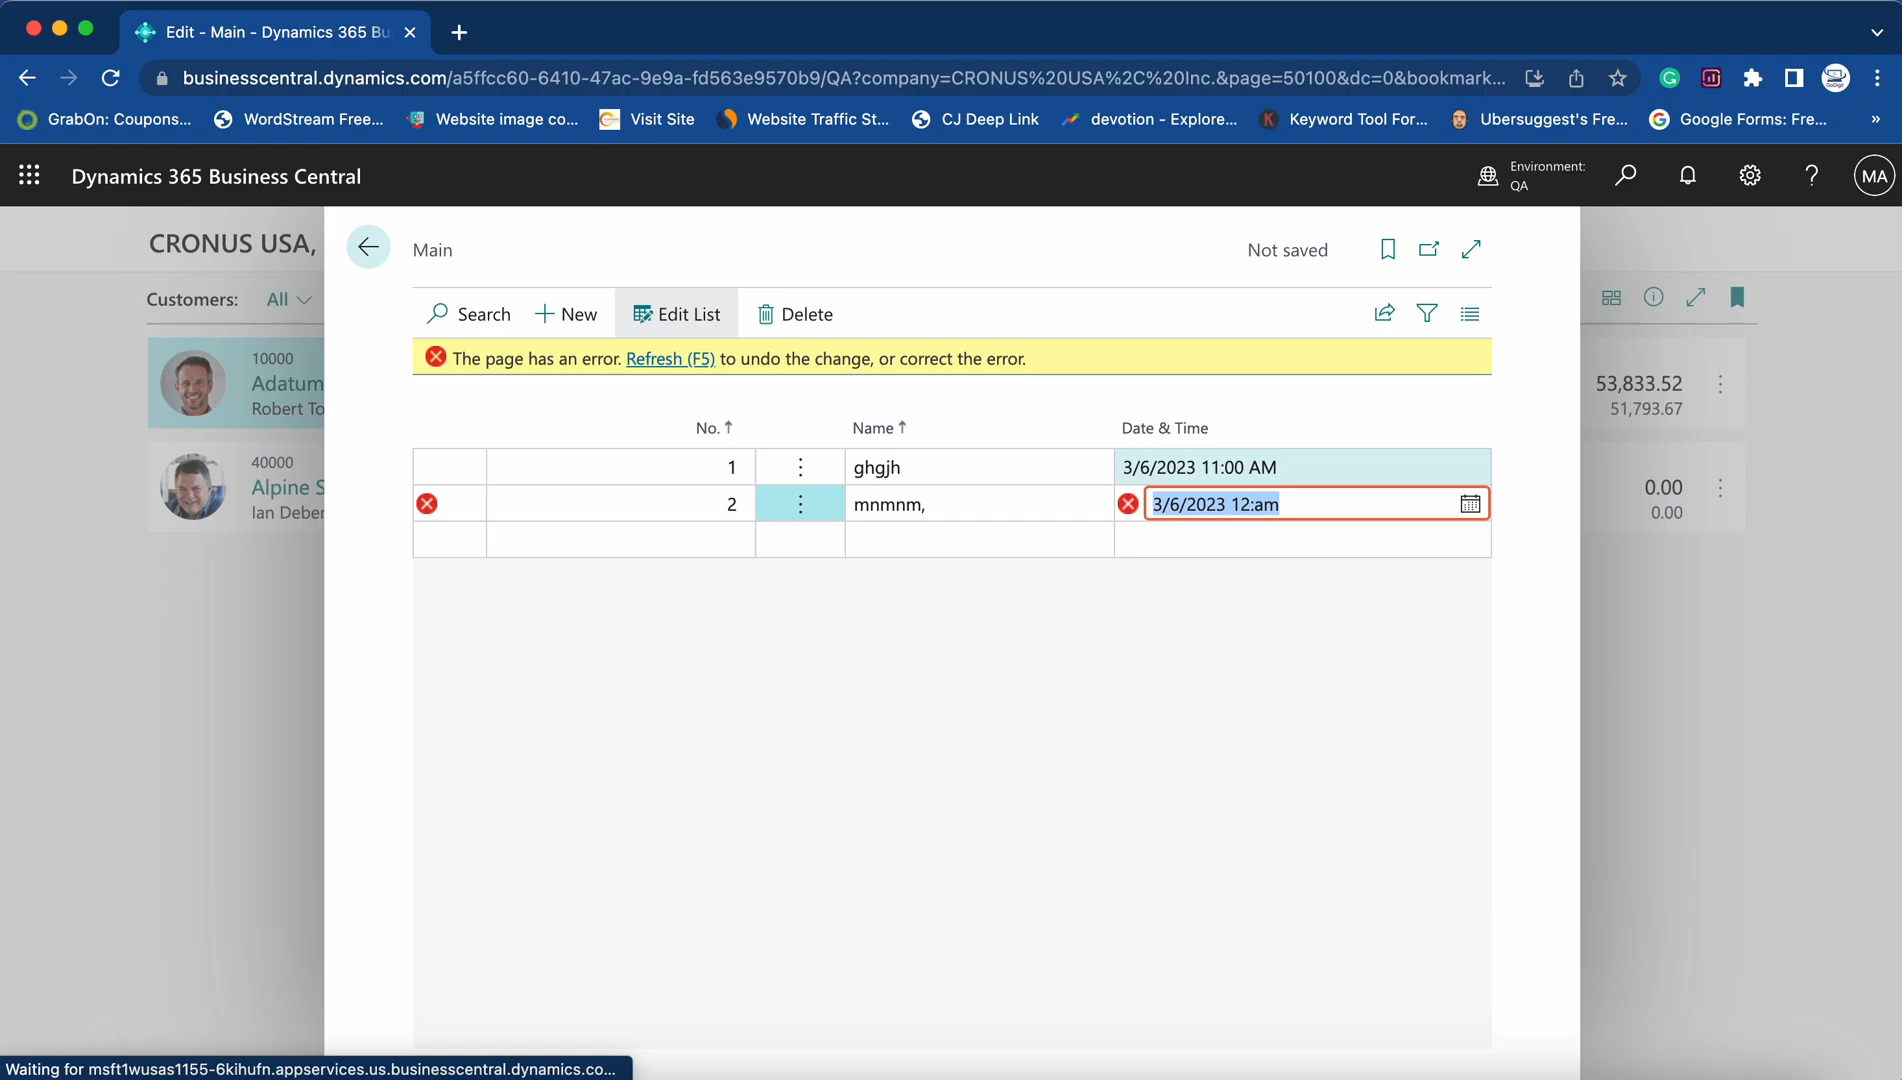 Edit - Main - Dynamics 365 Bu
businesscentral.dynamics.com/a5ffcc60-6410-47ac-9e9a-fd563e9570b9/QA?company=CRONUS%20USA%2C%20Inc.&page=50100&dc=0&bookmark...
GrabOn: Coupons... WordStream Free... Website image co... Visit Site Website Traffic St... CJ Deep Link devotion - Explore... K Keyword Tool For... Ubersuggest's Fre... Google Forms: Fre... »
Dynamics 365 Business Central
Environment:
QA
MA
CRONUS USA,
Main
Not saved
Customers: All
Search New Edit List Delete
The page has an error. Refresh (F5) to undo the change, or correct the error.
10000
Adatum
Robert To
53,833.52
51,793.67
No. ↑ Name ↑ Date & Time
1 ghgjh 3/6/2023 11:00 AM
2 mnmnm, 3/6/2023 12:am
40000
Alpine S
Ian Deber
0.00
0.00
Waiting for msft1wusas1155-6kihufn.appservices.us.businesscentral.dynamics.co...